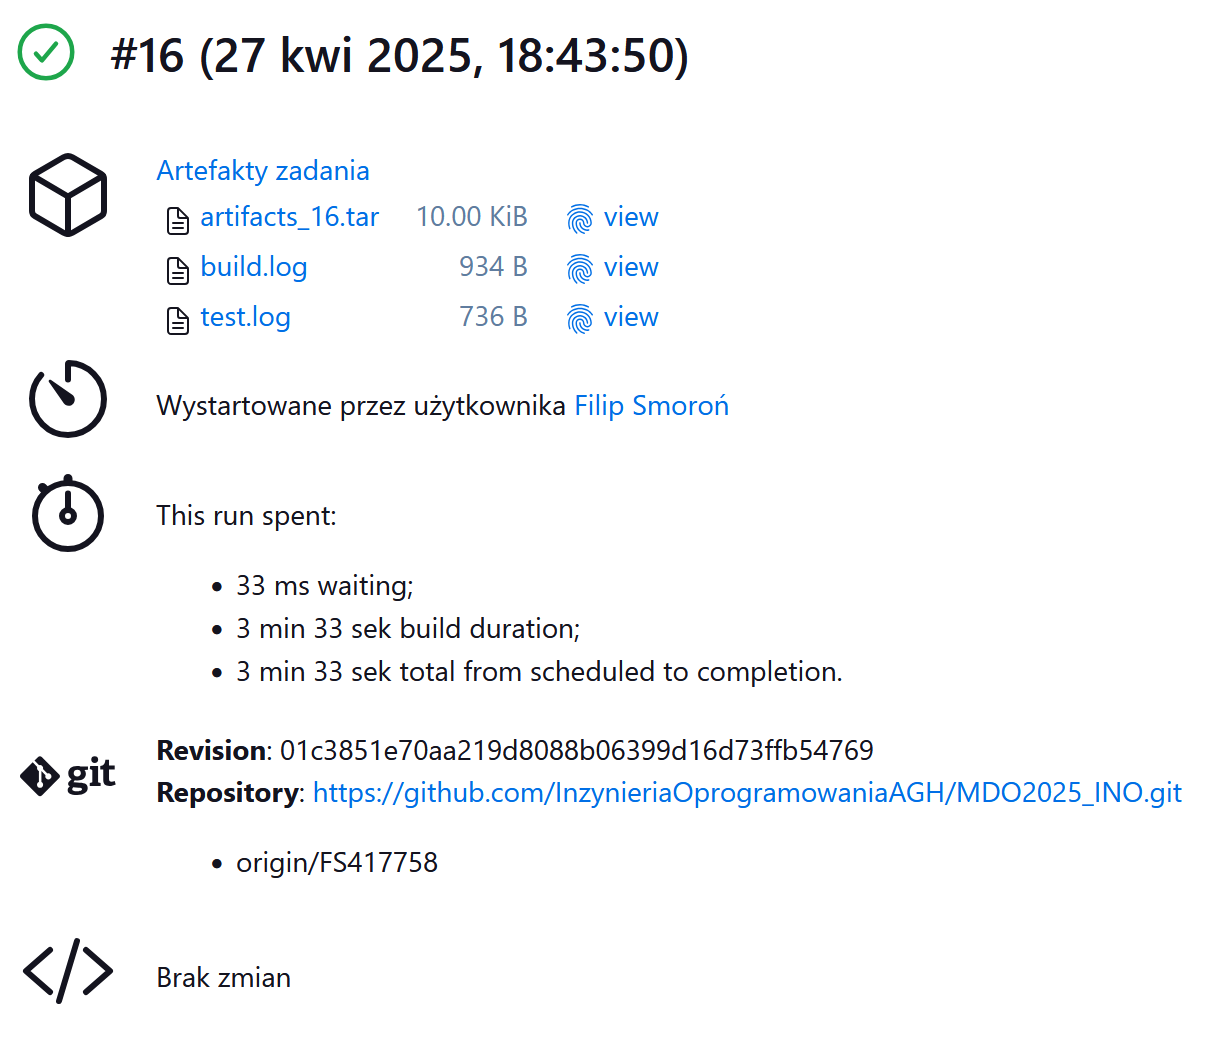 #16 (27 kwi 2025, 18:43:50)
Artefakty zadania
artifacts_16.tar 10.00 KiB view
build.log 934 B view
test.log 736 B view
Wystartowane przez użytkownika Filip Smoroń
This run spent:
• 33 ms waiting;
• 3 min 33 sek build duration;
• 3 min 33 sek total from scheduled to completion.
git
Revision: 01c3851e70aa219d8088b06399d16d73ffb54769
Repository: https://github.com/InzynieriaOprogramowaniaAGH/MDO2025_INO.git
• origin/FS417758
Brak zmian